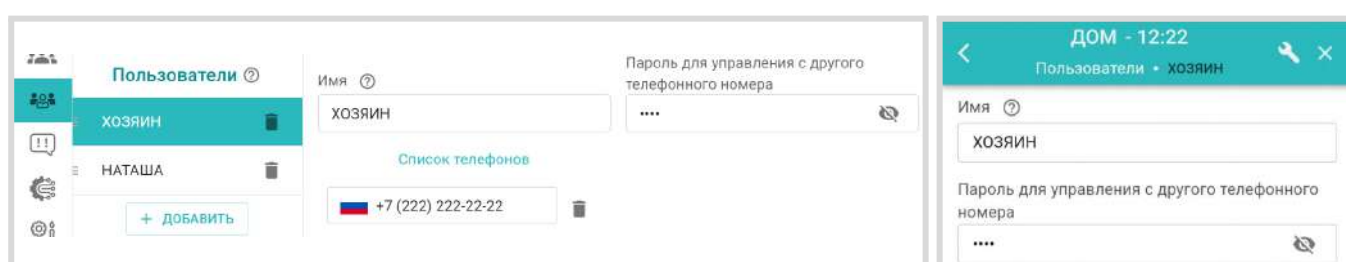 Пользователи ?
ХОЗЯИН
НАТАША
+ ДОБАВИТЬ
Имя ?
ХОЗЯИН
Пароль для управления с другого
телефонного номера
••••
Список телефонов
+7 (222) 222-22-22
ДОМ - 12:22
Пользователи • ХОЗЯИН
Имя ?
ХОЗЯИН
Пароль для управления с другого телефонного
номера
••••